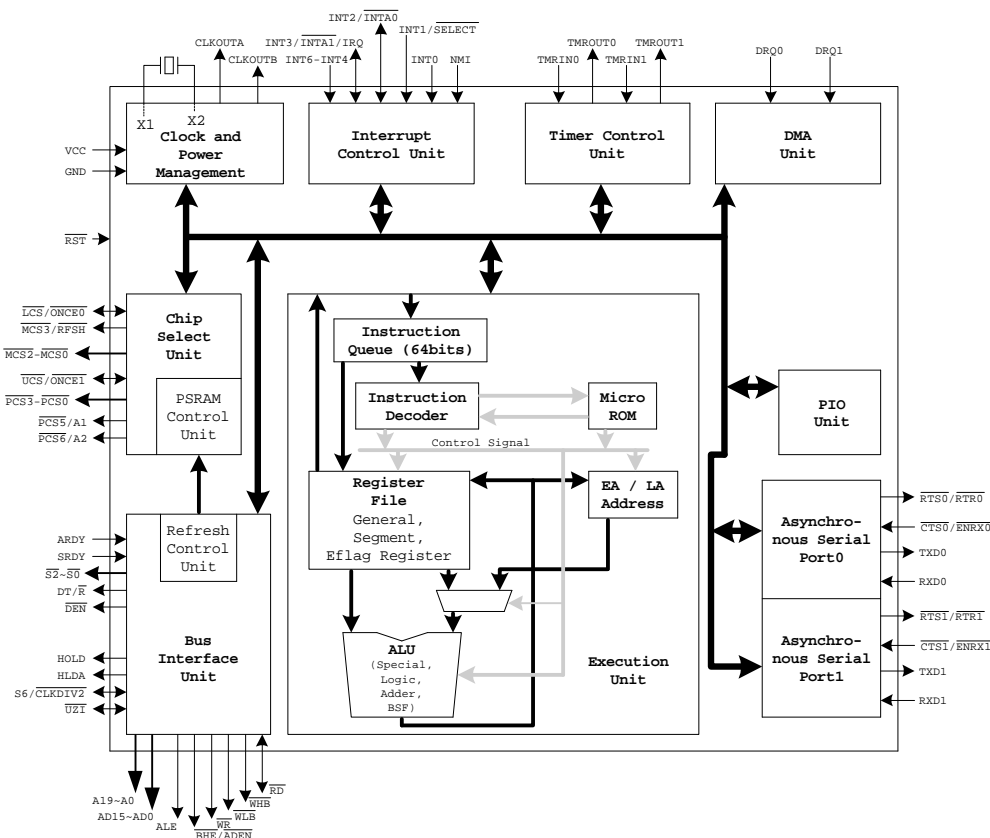 INT2/INTA0
CLKOUTA
INT3/INTA1/IRQ
INT1/SELECT
TMROUT0
TMROUT1
DRQ0
DRQ1
CLKOUTB
INT6-INT4
INT0
NMI
TMRIN0
TMRIN1
X1
X2
Clock and
Power
Management
Interrupt
Control Unit
Timer Control
Unit
DMA
Unit
VCC
GND
RST
LCS/ONCE0
MCS3/RFSH
MCS2-MCS0
UCS/ONCE1
PCS3-PCS0
PCS5/A1
PCS6/A2
Chip
Select
Unit
PSRAM
Control
Unit
Instruction
Queue (64bits)
Instruction
Decoder
Micro
ROM
Control Signal
Register
File
General,
Segment,
Eflag Register
EA / LA
Address
PIO
Unit
ALU
(Special,
Logic,
Adder,
BSF)
Execution
Unit
Asynchro-
nous Serial
Port0
RTS0/RTR0
CTS0/ENRX0
TXD0
RXD0
Asynchro-
nous Serial
Port1
RTS1/RTR1
CTS1/ENRX1
TXD1
RXD1
ARDY
SRDY
S2~S0
DT/R
DEN
HOLD
HLDA
S6/CLKDIV2
UZI
Refresh
Control
Unit
Bus
Interface
Unit
A19~A0
AD15~AD0
ALE
BHE/ADEN
WR
WLB
WHB
RD